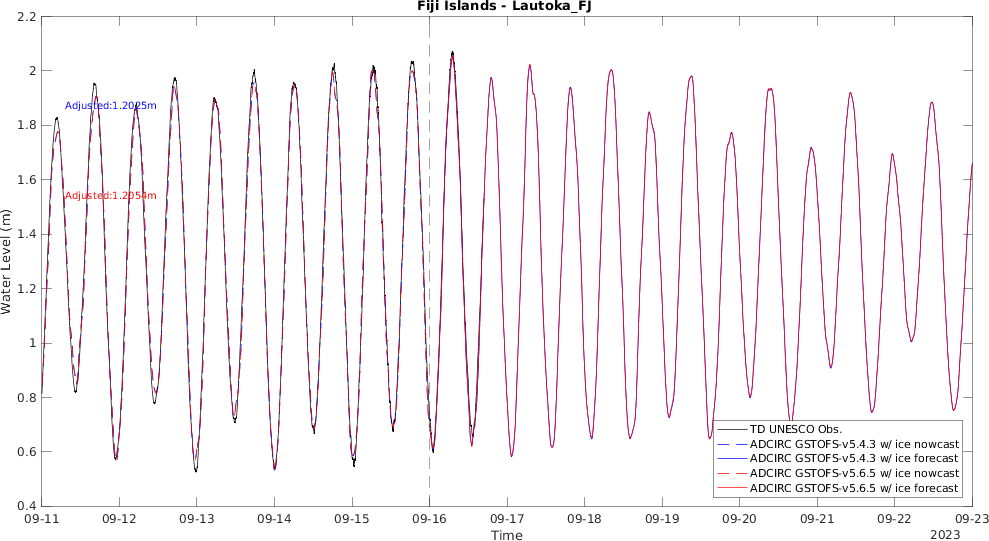 Fiji Islands - Lautoka_FJ
2.2
2
1.8
1.6
1.4
1.2
1
0.8
0.6
0.4
Water Level (m)
Adjusted:1.2025m
Adjusted:1.2054m
TD UNESCO Obs.
ADCIRC GSTOFS-v5.4.3 w/ ice nowcast
ADCIRC GSTOFS-v5.4.3 w/ ice forecast
ADCIRC GSTOFS-v5.6.5 w/ ice nowcast
ADCIRC GSTOFS-v5.6.5 w/ ice forecast
09-11 09-12 09-13 09-14 09-15 09-16 09-17 09-18 09-19 09-20 09-21 09-22 09-23
Time
2023